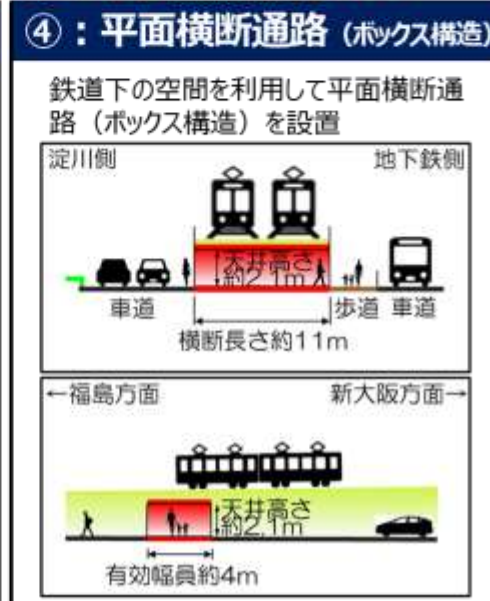 ④：平面横断通路（ボックス構造）
鉄道下の空間を利用して平面横断通
路（ボックス構造）を設置
淀川側 地下鉄側
天井高さ
約2.1m
車道 歩道 車道
横断長さ約11m
←福島方面 新大阪方面→
天井高さ
約2.1m
有効幅員約4m